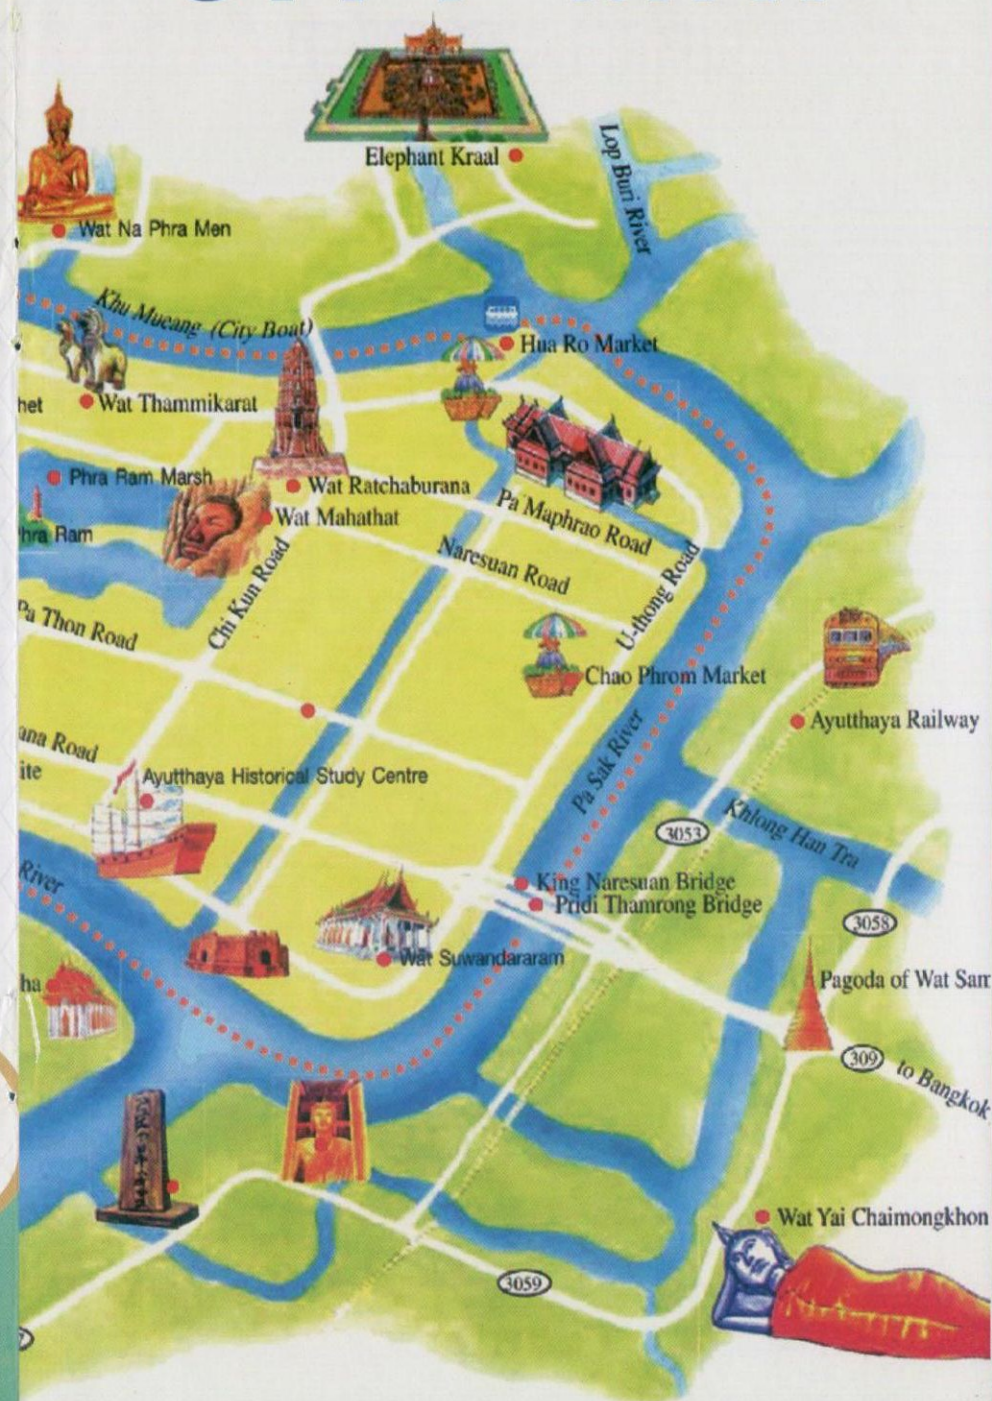 Elephant Kraal
Lop Buri River
Wat Na Phra Men
Khu Mueang (City Boat)
Hua Ro Market
het
Wat Thammikarat
Phra Ram Marsh
Wat Ratchaburana
Wat Mahathat
hra Ram
Pa Maphrao Road
Naresuan Road
Chi Kun Road
U-thong Road
Pa Thon Road
Chao Phrom Market
Ayutthaya Railway
ana Road
ite
Ayutthaya Historical Study Centre
Pa Sak River
3053
Khlong Han Tra
River
King Naresuan Bridge
Pridi Thamrong Bridge
3058
Wat Suwandararam
ha
Pagoda of Wat Sam
309
to Bangkok
Wat Yai Chaimongkhon
3059